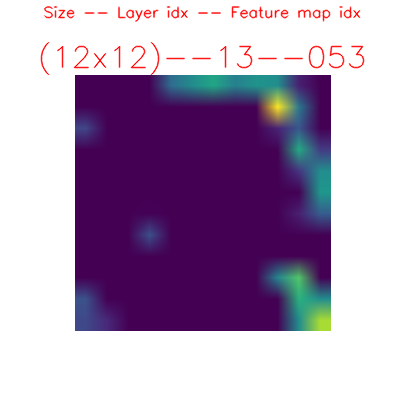 Size -- Layer idx -- Feature map idx
(12x12)--13--053